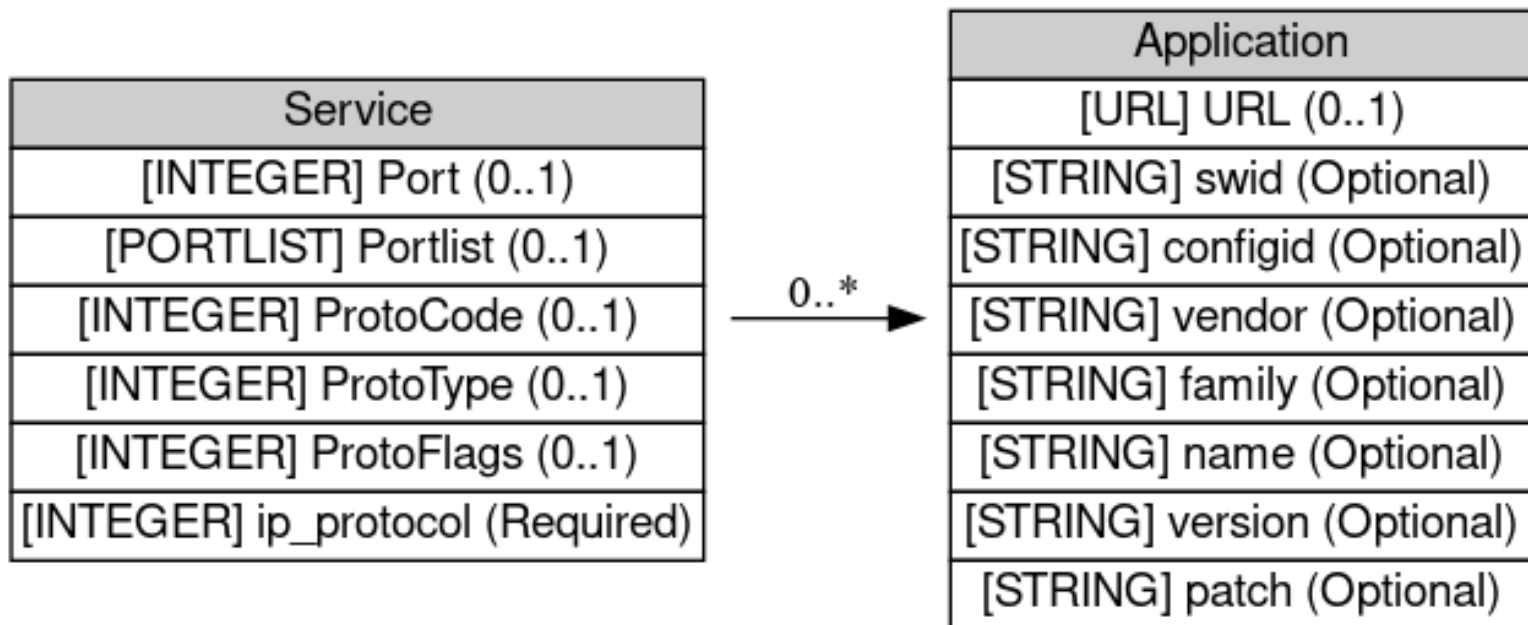 Service
[INTEGER] Port (0..1)
[PORTLIST] Portlist (0..1)
[INTEGER] ProtoCode (0..1)
[INTEGER] ProtoType (0..1)
[INTEGER] ProtoFlags (0..1)
[INTEGER] ip_protocol (Required)
0..*
Application
[URL] URL (0..1)
[STRING] swid (Optional)
[STRING] configid (Optional)
[STRING] vendor (Optional)
[STRING] family (Optional)
[STRING] name (Optional)
[STRING] version (Optional)
[STRING] patch (Optional)